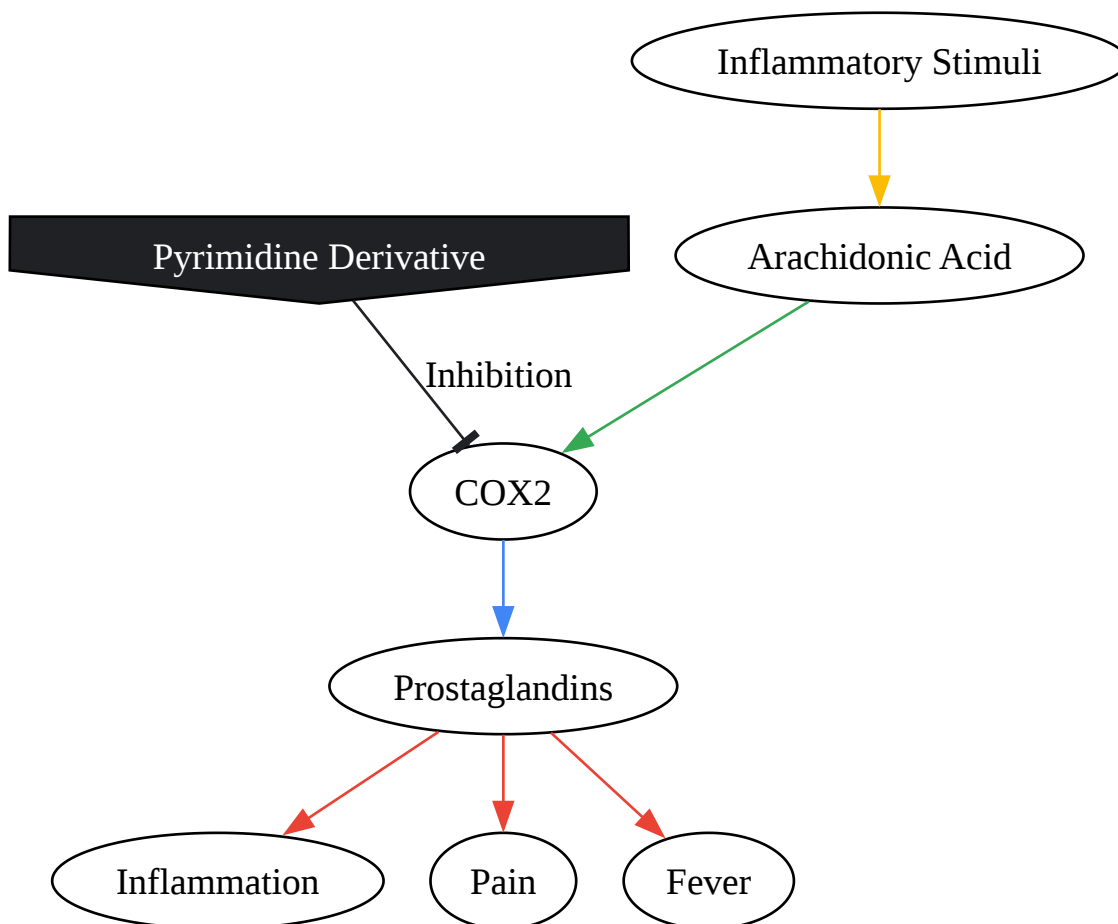 Inflammatory Stimuli
Pyrimidine Derivative
Arachidonic Acid
Inhibition
COX2
Prostaglandins
Inflammation
Pain
Fever